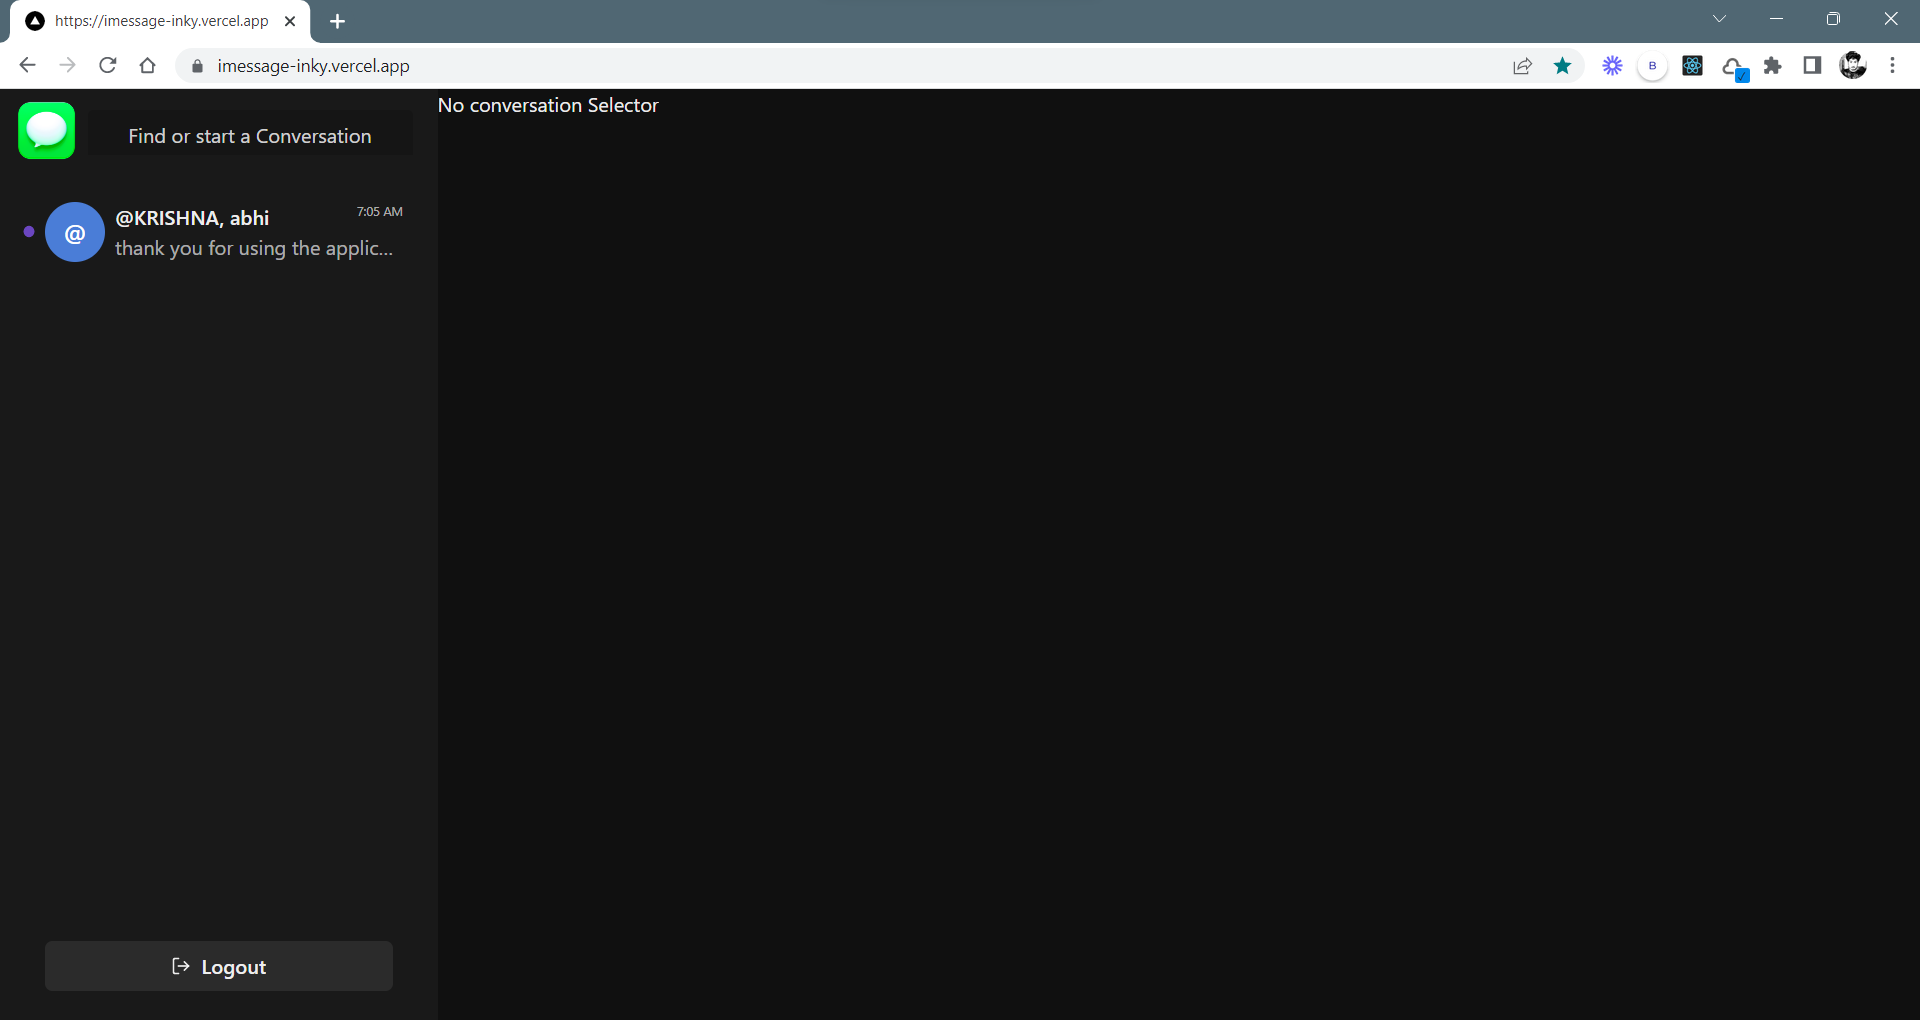 https://imessage-inky.vercel.app
imessage-inky.vercel.app
B
Find or start a Conversation
No conversation Selector
@
@KRISHNA, abhi
7:05 AM
thank you for using the applic...
Logout